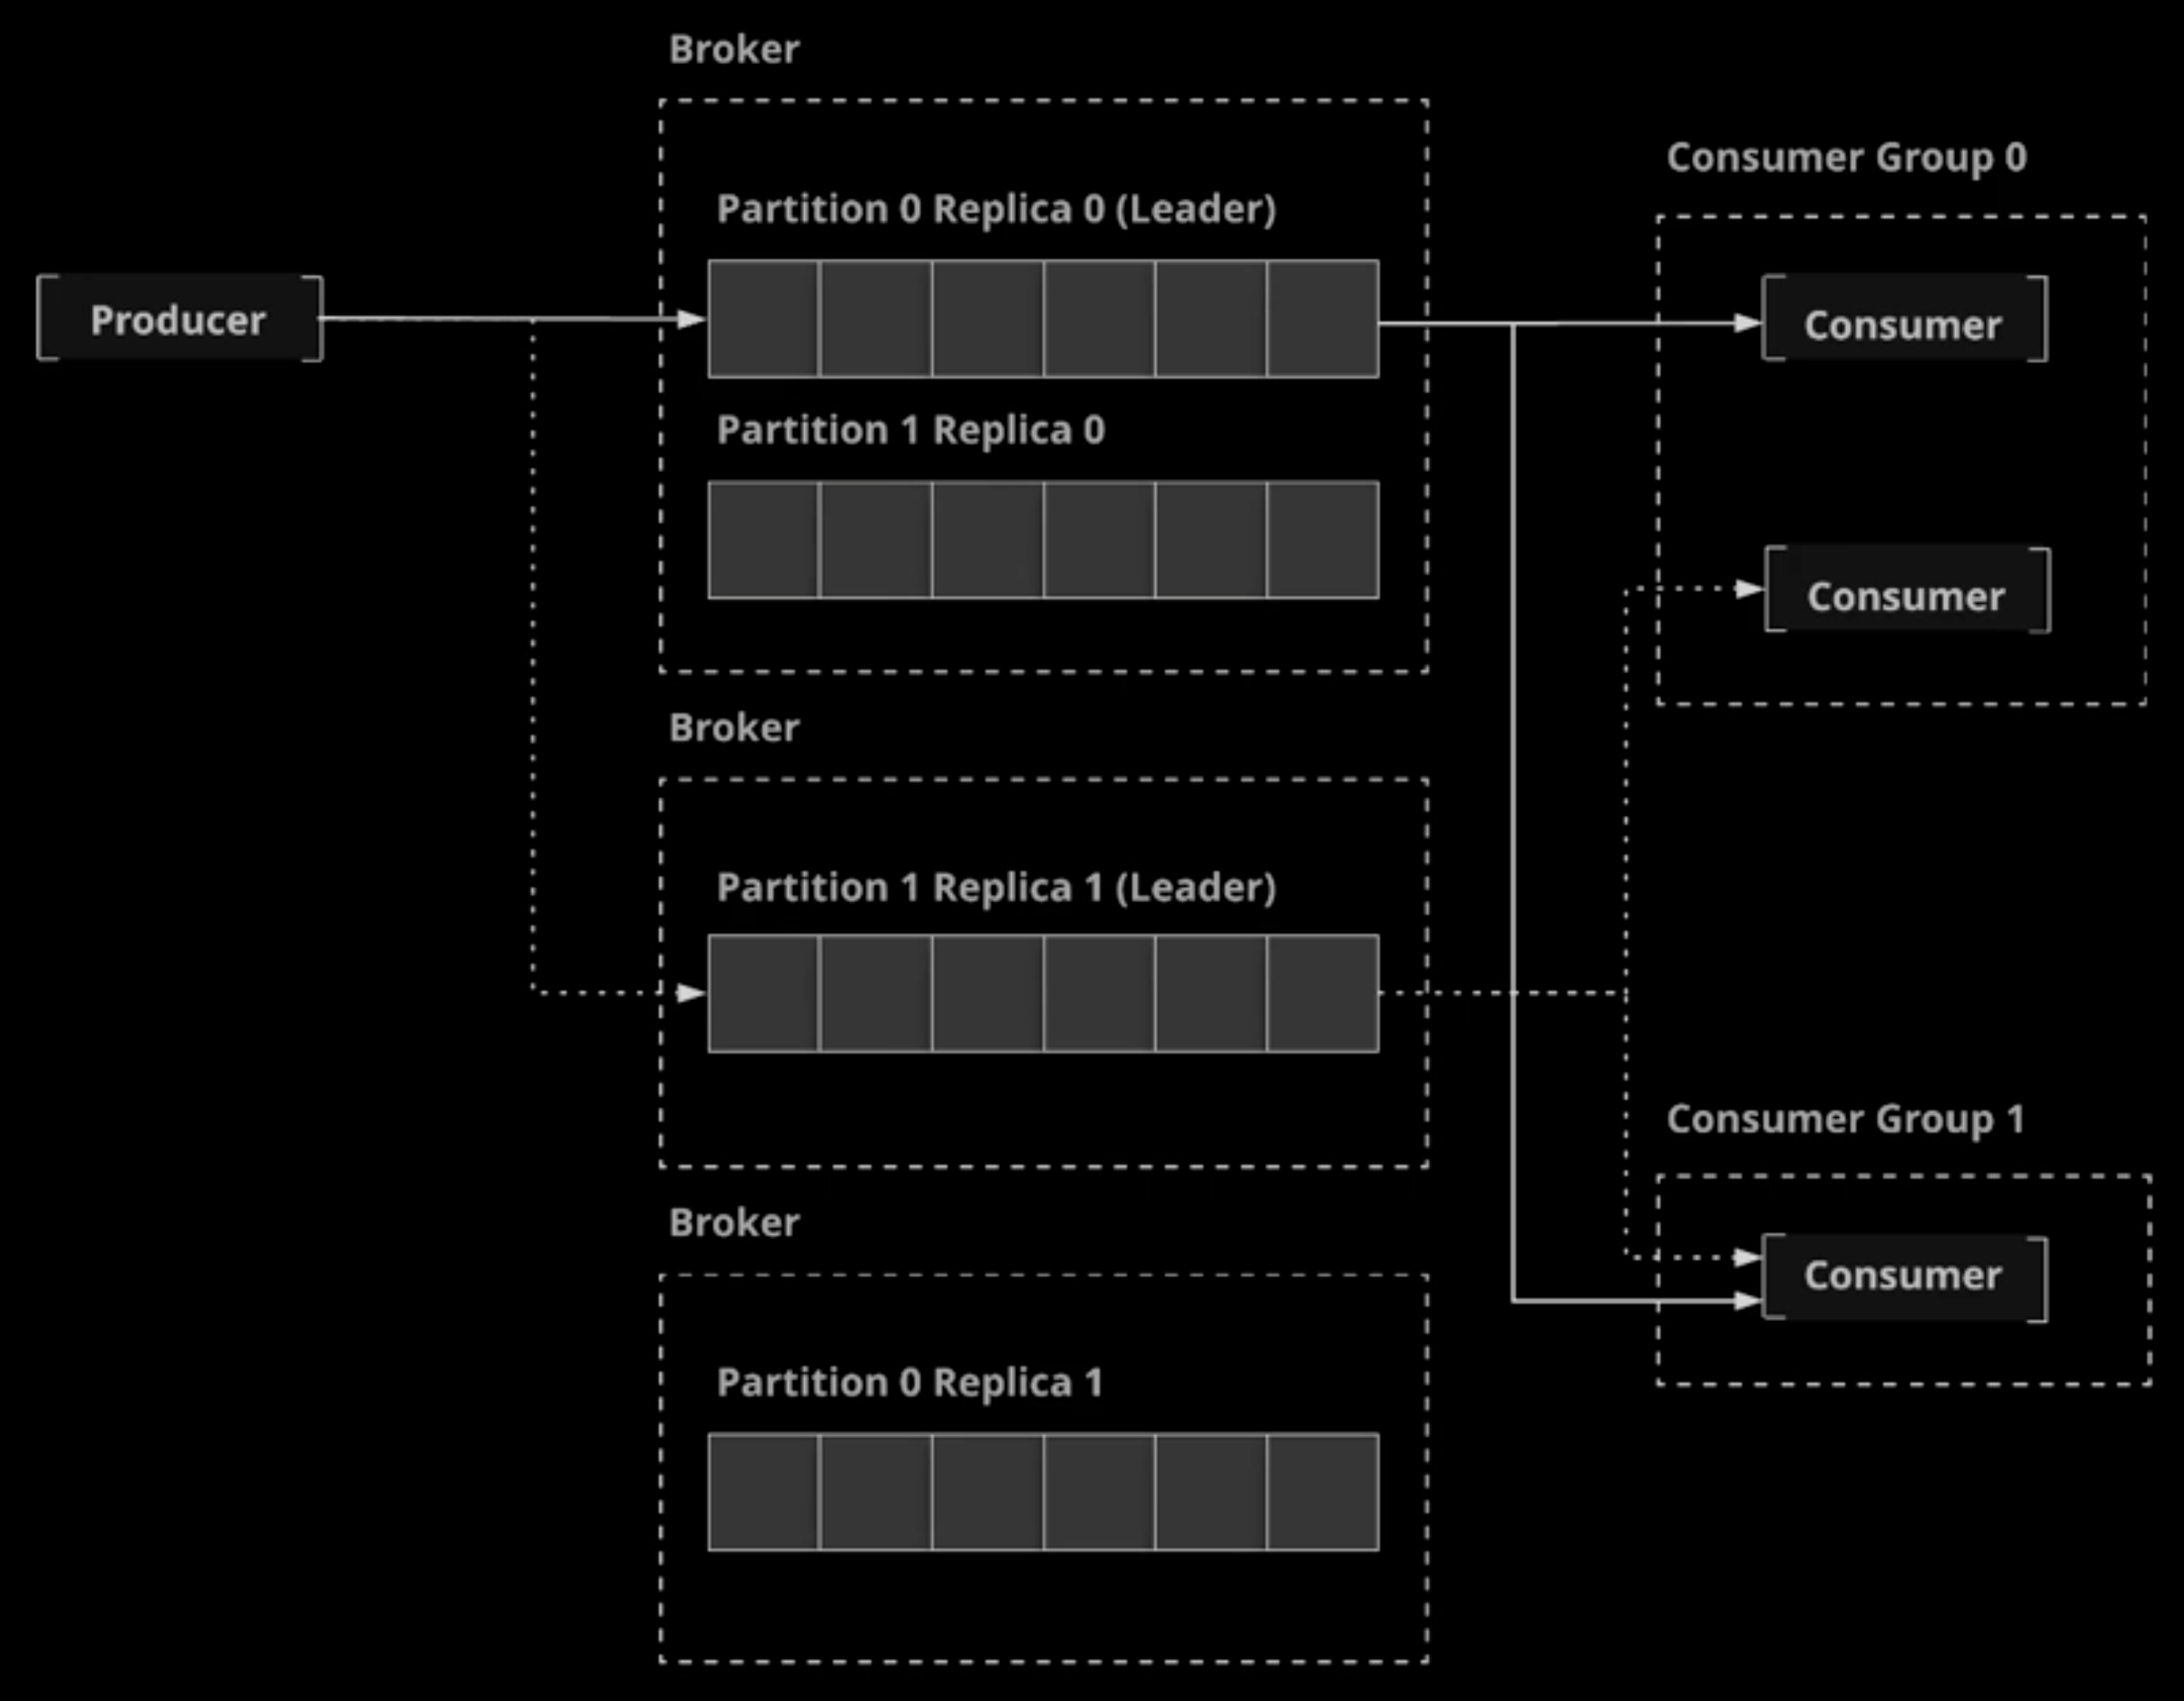 Broker
Consumer Group 0
Partition 0 Replica 0 (Leader)
Producer
Consumer
Partition 1 Replica 0
Consumer
Broker
Partition 1 Replica 1 (Leader)
Consumer Group 1
Broker
Consumer
Partition 0 Replica 1